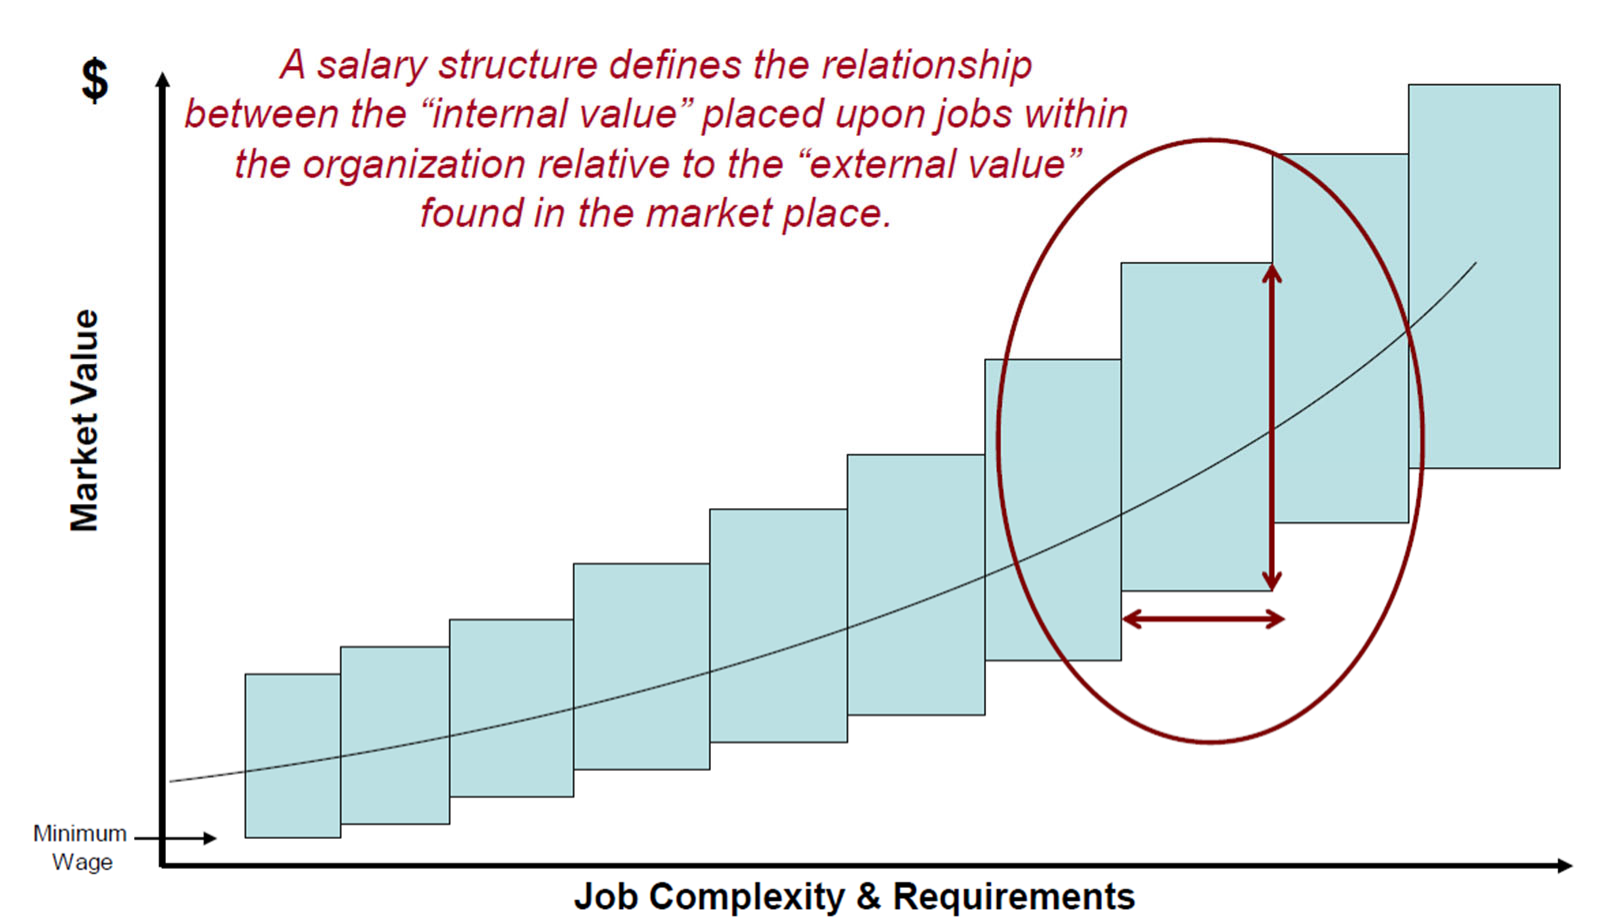 $
A salary structure defines the relationship
between the “internal value” placed upon jobs within
the organization relative to the “external value”
found in the market place.
Market Value
Minimum
Wage
Job Complexity & Requirements